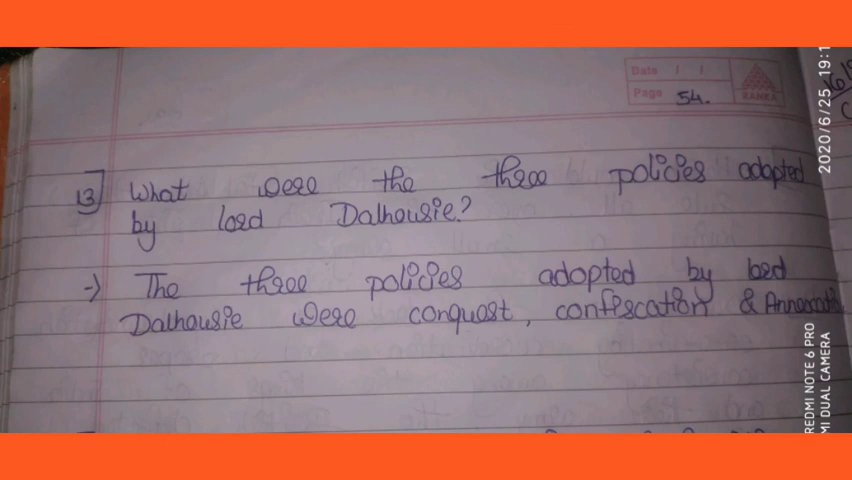 Date / /
Page 54.
RANKA
13] What were the three policies adopted
by lord Dalhousie?
→ The three policies adopted by lord
Dalhousie were conquest, confiscation &
2020/6/25 19:1
REDMI NOTE 6 PRO
MI DUAL CAMERA